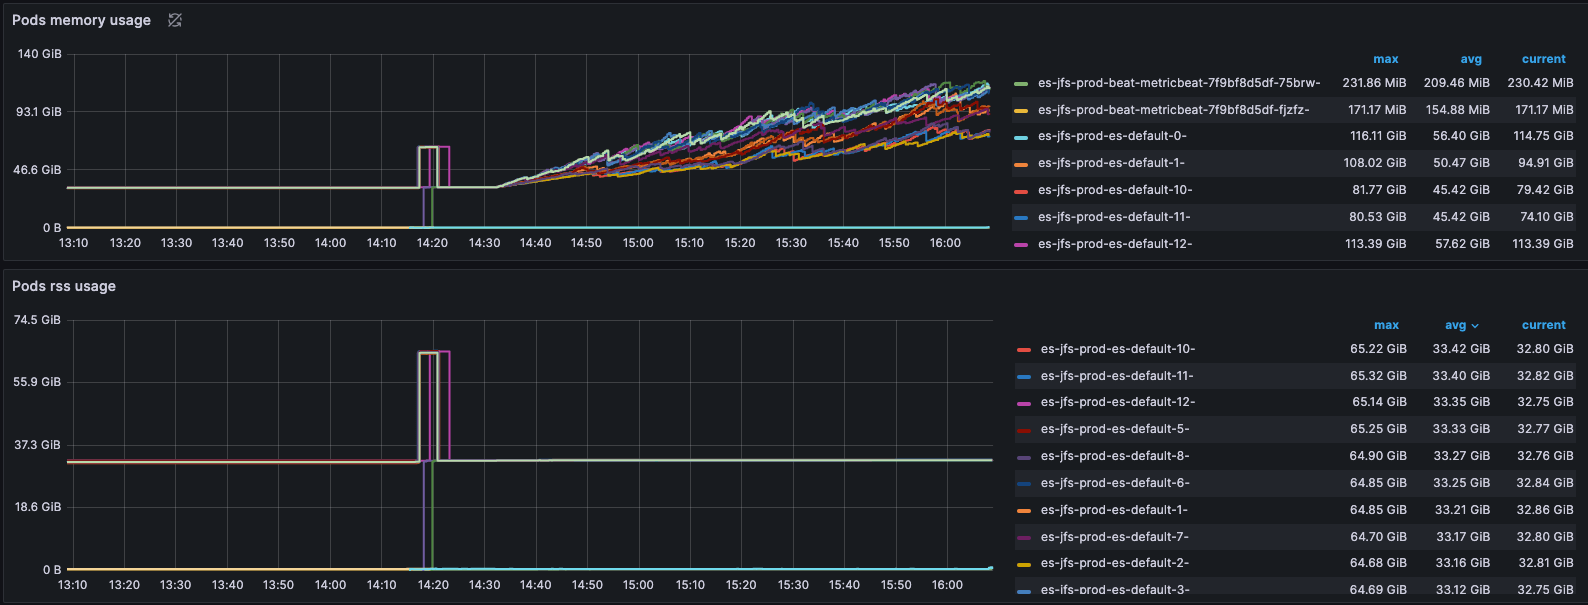 Pods memory usage
140 GiB
93.1 GiB
46.6 GiB
0 B
13:10 13:20 13:30 13:40 13:50 14:00 14:10 14:20 14:30 14:40 14:50 15:00 15:10 15:20 15:30 15:40 15:50 16:00
max avg current
es-jfs-prod-beat-metricbeat-7f9bf8d5df-75brw- 231.86 MiB 209.46 MiB 230.42 MiB
es-jfs-prod-beat-metricbeat-7f9bf8d5df-fjzfz- 171.17 MiB 154.88 MiB 171.17 MiB
es-jfs-prod-es-default-0- 116.11 GiB 56.40 GiB 114.75 GiB
es-jfs-prod-es-default-1- 108.02 GiB 50.47 GiB 94.91 GiB
es-jfs-prod-es-default-10- 81.77 GiB 45.42 GiB 79.42 GiB
es-jfs-prod-es-default-11- 80.53 GiB 45.42 GiB 74.10 GiB
es-jfs-prod-es-default-12- 113.39 GiB 57.62 GiB 113.39 GiB
Pods rss usage
74.5 GiB
55.9 GiB
37.3 GiB
18.6 GiB
0 B
13:10 13:20 13:30 13:40 13:50 14:00 14:10 14:20 14:30 14:40 14:50 15:00 15:10 15:20 15:30 15:40 15:50 16:00
max avg current
es-jfs-prod-es-default-10- 65.22 GiB 33.42 GiB 32.80 GiB
es-jfs-prod-es-default-11- 65.32 GiB 33.40 GiB 32.82 GiB
es-jfs-prod-es-default-12- 65.14 GiB 33.35 GiB 32.75 GiB
es-jfs-prod-es-default-5- 65.25 GiB 33.33 GiB 32.77 GiB
es-jfs-prod-es-default-8- 64.90 GiB 33.27 GiB 32.76 GiB
es-jfs-prod-es-default-6- 64.85 GiB 33.25 GiB 32.84 GiB
es-jfs-prod-es-default-1- 64.85 GiB 33.21 GiB 32.86 GiB
es-jfs-prod-es-default-7- 64.70 GiB 33.17 GiB 32.80 GiB
es-jfs-prod-es-default-2- 64.68 GiB 33.16 GiB 32.81 GiB
es-jfs-prod-es-default-3- 64.69 GiB 33.12 GiB 32.75 GiB